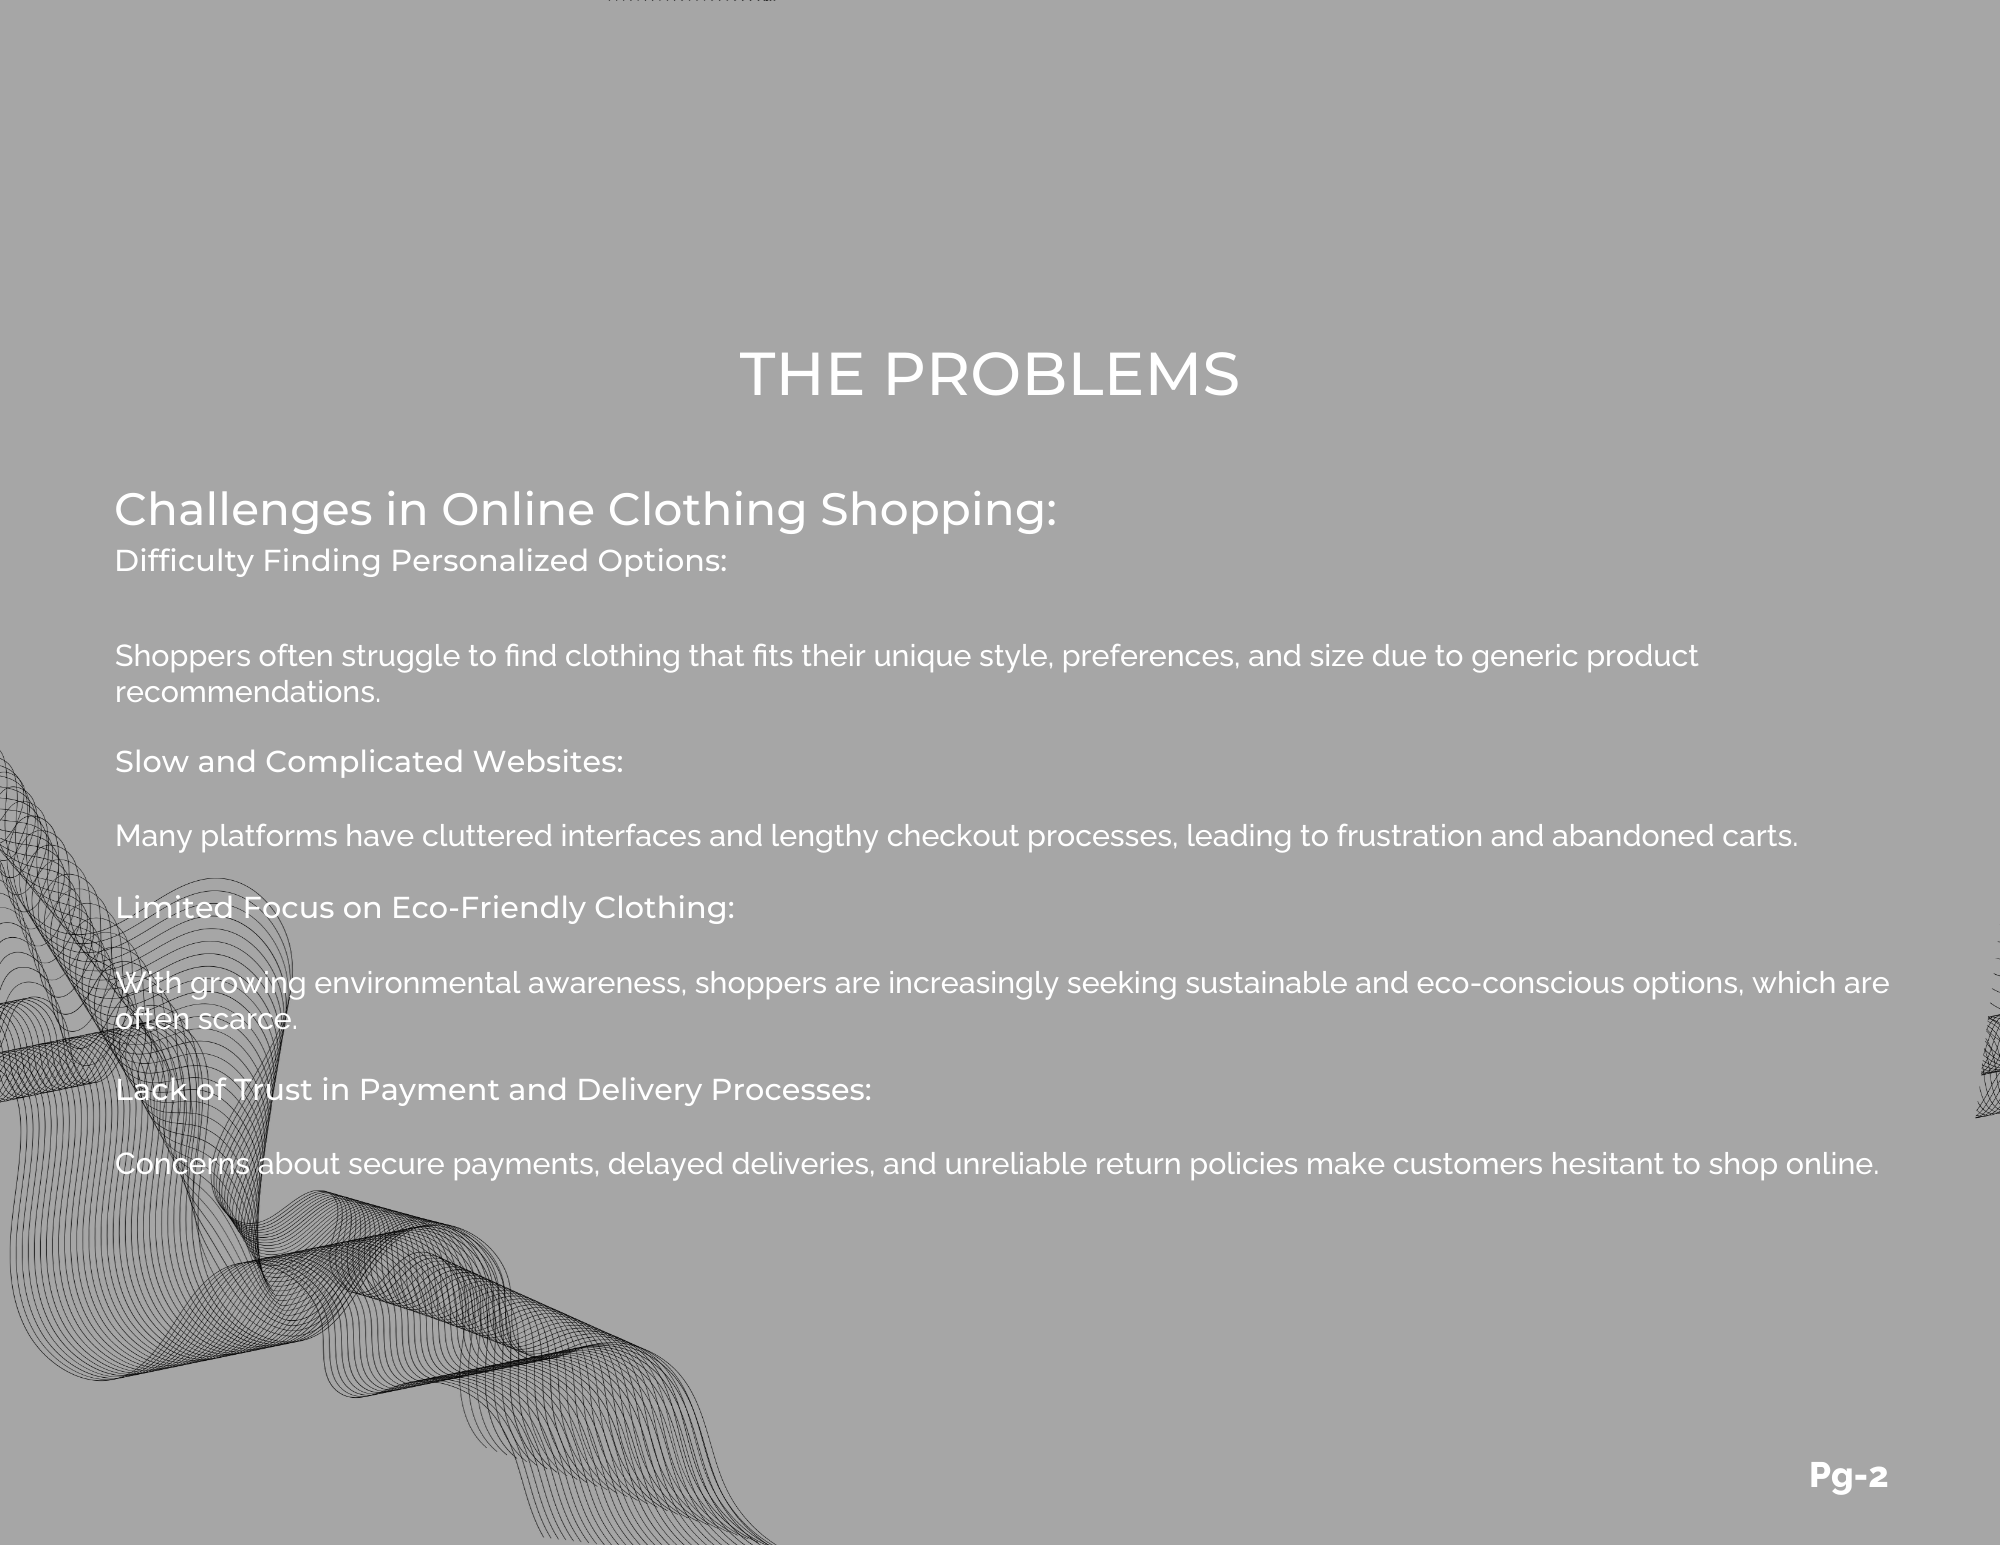 THE PROBLEMS
Challenges in Online Clothing Shopping:
Difficulty Finding Personalized Options:
Shoppers often struggle to find clothing that fits their unique style, preferences, and size due to generic product
recommendations.
Slow and Complicated Websites:
Many platforms have cluttered interfaces and lengthy checkout processes, leading to frustration and abandoned carts.
Limited Focus on Eco-Friendly Clothing:
With growing environmental awareness, shoppers are increasingly seeking sustainable and eco-conscious options, which are
often scarce.
Lack of Trust in Payment and Delivery Processes:
Concerns about secure payments, delayed deliveries, and unreliable return policies make customers hesitant to shop online.
Pg-2